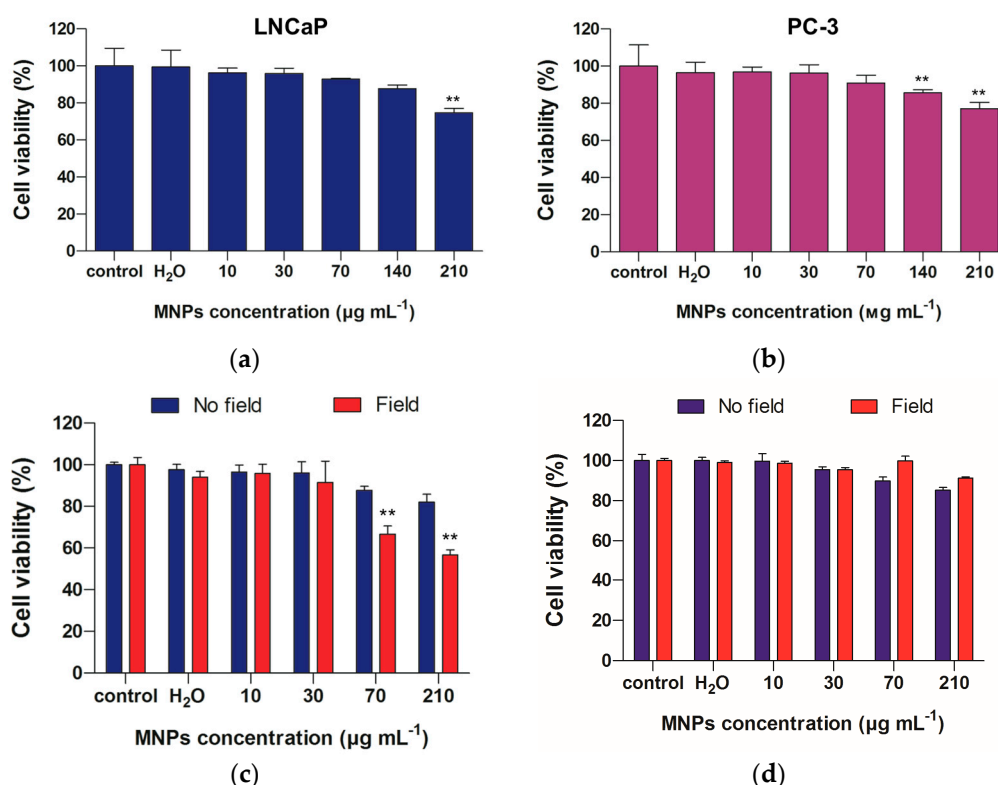 LNCaP
120
100
80
60
40
20
0
Cell viability (%)
**
control H₂O 10 30 70 140 210
MNPs concentration (µg mL⁻¹)
(a)
PC-3
120
100
80
60
40
20
0
Cell viability (%)
**
**
control H₂O 10 30 70 140 210
MNPs concentration (мg mL⁻¹)
(b)
No field Field
120
100
80
60
40
20
0
Cell viability (%)
**
**
control H₂O 10 30 70 210
MNPs concentration (µg mL⁻¹)
(c)
No field Field
120
100
80
60
40
20
0
Cell viability (%)
control H₂O 10 30 70 210
MNPs concentration (µg mL⁻¹)
(d)